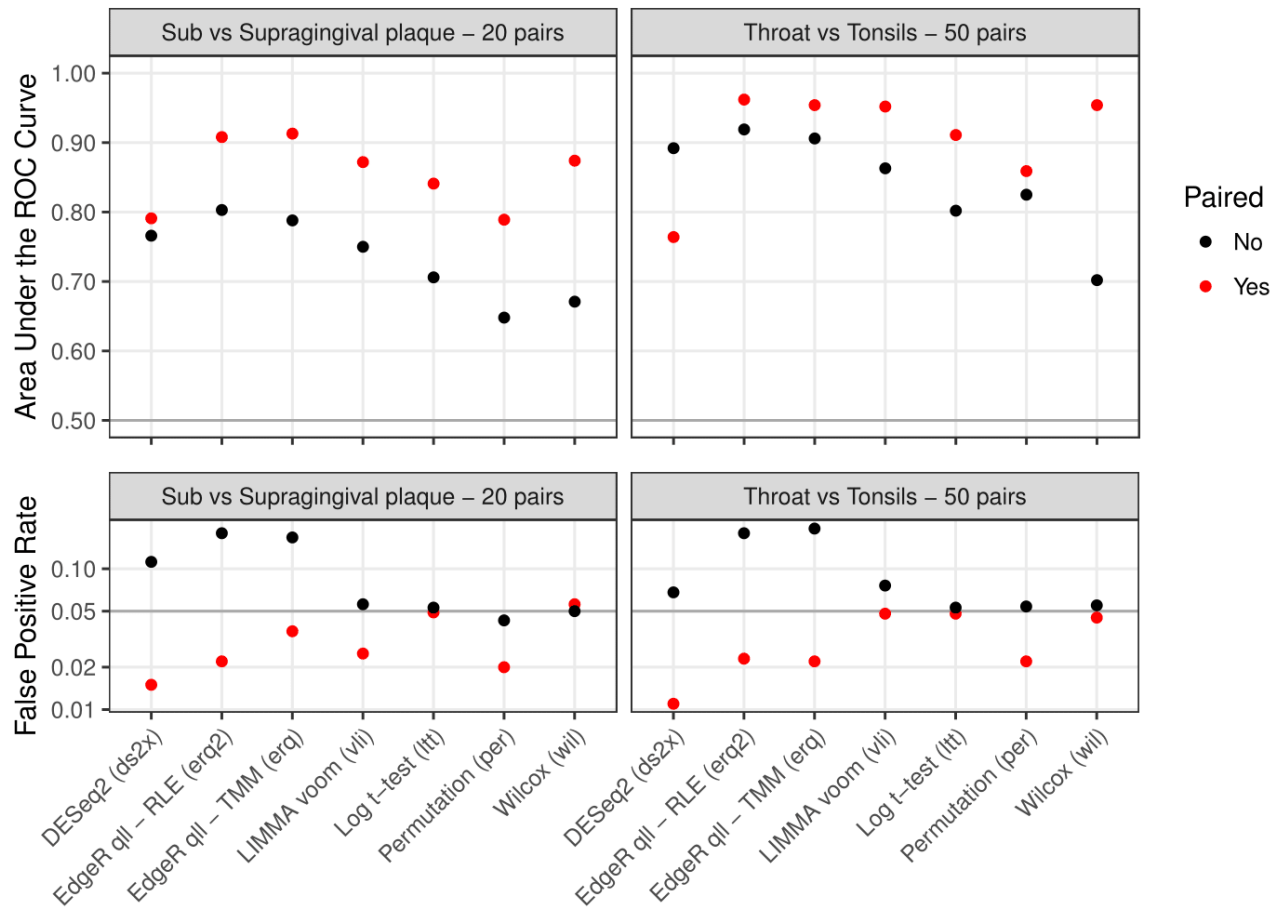 Sub vs Supragingival plaque − 20 pairs
Throat vs Tonsils − 50 pairs
Area Under the ROC Curve
1.00
0.90
0.80
0.70
0.60
0.50
Paired
No
Yes
Sub vs Supragingival plaque − 20 pairs
Throat vs Tonsils − 50 pairs
False Positive Rate
0.10
0.05
0.02
0.01
DESeq2 (ds2x)
EdgeR qll − RLE (erq2)
EdgeR qll − TMM (erq)
LIMMA voom (vli)
Log t−test (ltt)
Permutation (per)
Wilcox (wil)
DESeq2 (ds2x)
EdgeR qll − RLE (erq2)
EdgeR qll − TMM (erq)
LIMMA voom (vli)
Log t−test (ltt)
Permutation (per)
Wilcox (wil)